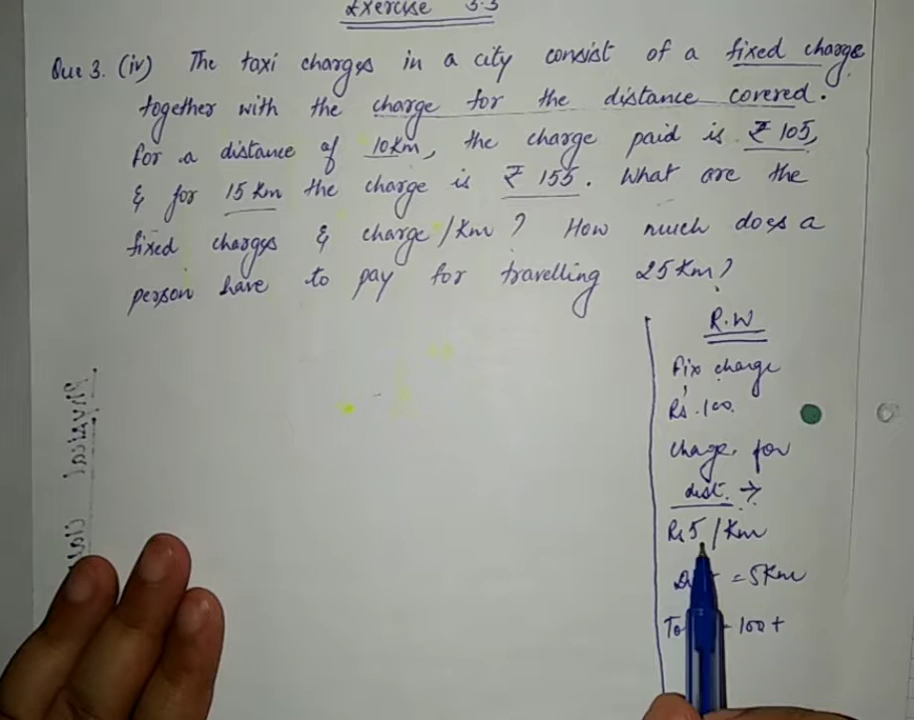 Exercise 3.3
Que 3. (iv) The taxi charges in a city consist of a fixed charge
together with the charge for the distance covered.
for a distance of 10Km, the charge paid is ₹ 105,
& for 15 Km the charge is ₹ 155. What are the
fixed charges & charge/Km? How much does a
person have to pay for travelling 25Km?
R.W
Fix charge
Rs. 100.
Charge for
dist. →
Rs 5/Km
= 5Km
100 +